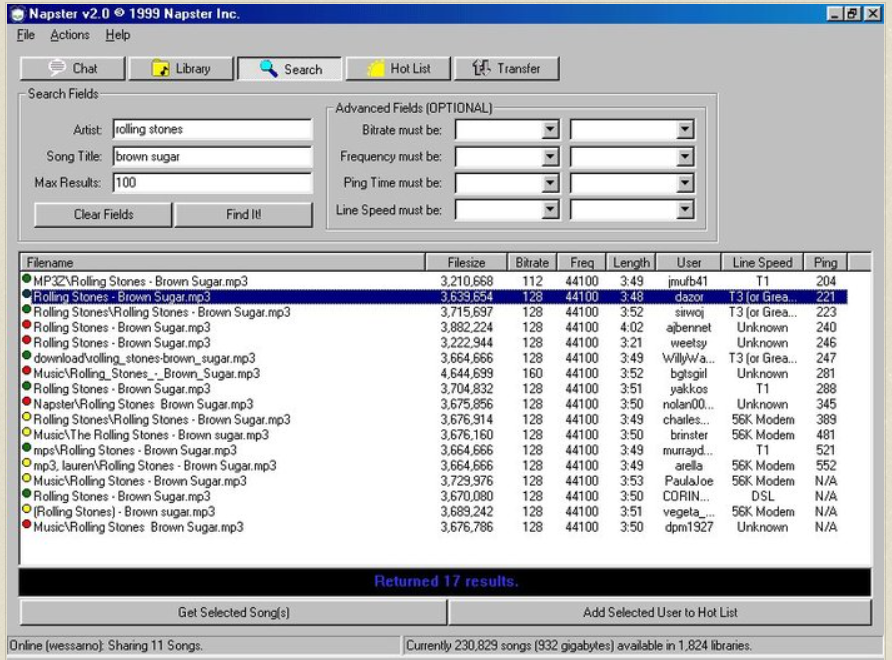 Napster v2.0 © 1999 Napster Inc.
File Actions Help
Chat Library Search Hot List Transfer
Search Fields
Advanced Fields (OPTIONAL)
Artist: rolling stones Bitrate must be:
Song Title: brown sugar Frequency must be:
Max Results: 100 Ping Time must be:
Clear Fields Find It! Line Speed must be:
Filename Filesize Bitrate Freq Length User Line Speed Ping
MP3Z\Rolling Stones - Brown Sugar.mp3 3,210,668 112 44100 3:49 jmufb41 T1 204
Rolling Stones - Brown Sugar.mp3 3,639,654 128 44100 3:48 dazor T3 (or Grea... 221
Rolling Stones\Rolling Stones - Brown Sugar.mp3 3,715,697 128 44100 3:52 sirwoj T3 (or Grea... 223
Rolling Stones - Brown Sugar.mp3 3,882,224 128 44100 4:02 ajbennet Unknown 240
Rolling Stones - Brown Sugar.mp3 3,222,944 128 44100 3:21 weetsy Unknown 246
download\rolling_stones-brown_sugar.mp3 3,664,666 128 44100 3:49 WillyWa... T3 (or Grea... 247
Music\Rolling_Stones_-_Brown_Sugar.mp3 4,644,699 160 44100 3:52 bgtsgirl Unknown 281
Rolling Stones - Brown Sugar.mp3 3,704,832 128 44100 3:51 yakkos T1 288
Napster\Rolling Stones  Brown Sugar.mp3 3,675,856 128 44100 3:50 nolan00... Unknown 345
Rolling Stones\Rolling Stones - Brown Sugar.mp3 3,676,914 128 44100 3:49 charles... 56K Modem 389
Music\The Rolling Stones - Brown sugar.mp3 3,676,160 128 44100 3:50 brinster 56K Modem 481
mps\Rolling Stones - Brown Sugar.mp3 3,664,666 128 44100 3:49 murrayd... T1 521
mp3, lauren\Rolling Stones - Brown Sugar.mp3 3,664,666 128 44100 3:49 arella 56K Modem 552
Music\Rolling Stones - Brown Sugar.mp3 3,729,976 128 44100 3:53 PaulaJoe 56K Modem N/A
Rolling Stones - Brown Sugar.mp3 3,670,080 128 44100 3:50 CORIN... DSL N/A
(Rolling Stones) - Brown sugar.mp3 3,689,242 128 44100 3:51 vegeta_... 56K Modem N/A
Music\Rolling Stones  Brown Sugar.mp3 3,676,786 128 44100 3:50 dpm1927 Unknown N/A
Returned 17 results.
Get Selected Song(s) Add Selected User to Hot List
Online (wessarno): Sharing 11 Songs. Currently 230,829 songs (932 gigabytes) available in 1,824 libraries.